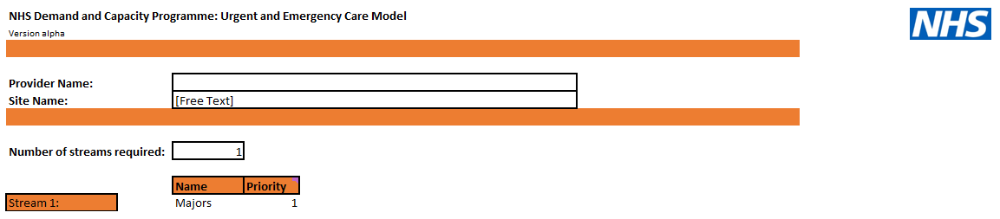 NHS Demand and Capacity Programme: Urgent and Emergency Care Model
NHS
Version alpha
Provider Name:
Site Name: [Free Text]
Number of streams required: 1
Name Priority
Stream 1: Majors 1